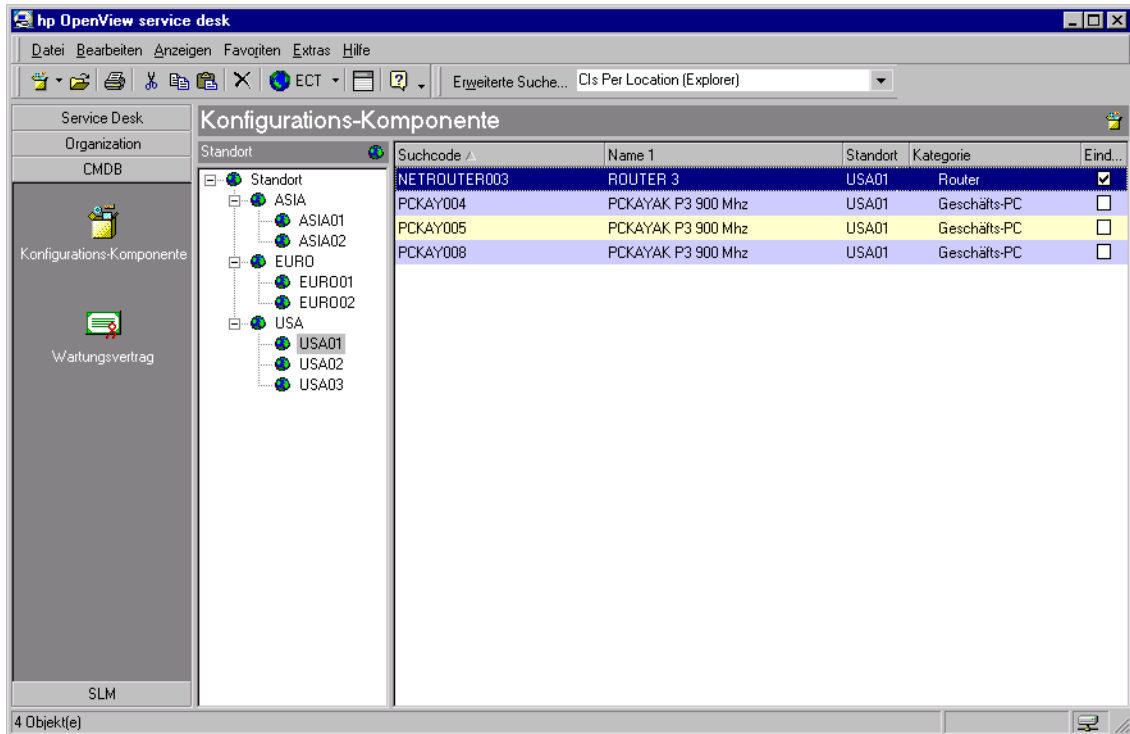 hp OpenView service desk
Datei Bearbeiten Anzeigen Favoriten Extras Hilfe
ECT Erweiterte Suche... CIs Per Location (Explorer)
Service Desk
Organization
CMDB
Konfigurations-Komponente
Wartungsvertrag
SLM
Konfigurations-Komponente
Standort
Standort
ASIA
ASIA01
ASIA02
EURO
EURO01
EURO02
USA
USA01
USA02
USA03
Suchcode Name 1 Standort Kategorie Eind...
NETROUTER003 ROUTER 3 USA01 Router
PCKAY004 PCKAYAK P3 900 Mhz USA01 Geschäfts-PC
PCKAY005 PCKAYAK P3 900 Mhz USA01 Geschäfts-PC
PCKAY008 PCKAYAK P3 900 Mhz USA01 Geschäfts-PC
4 Objekt(e)